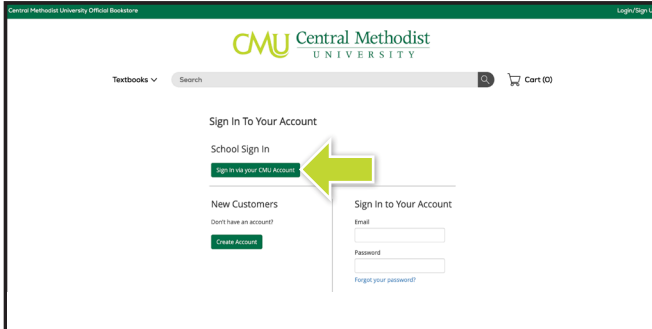 Central Methodist University Official Bookstore
Login/Sign U
CMU Central Methodist
UNIVERSITY
Textbooks
Search
Cart (0)
Sign In To Your Account
School Sign In
Sign In via your CMU Account
New Customers
Don't have an account?
Create Account
Sign In to Your Account
Email
Password
Forgot your password?